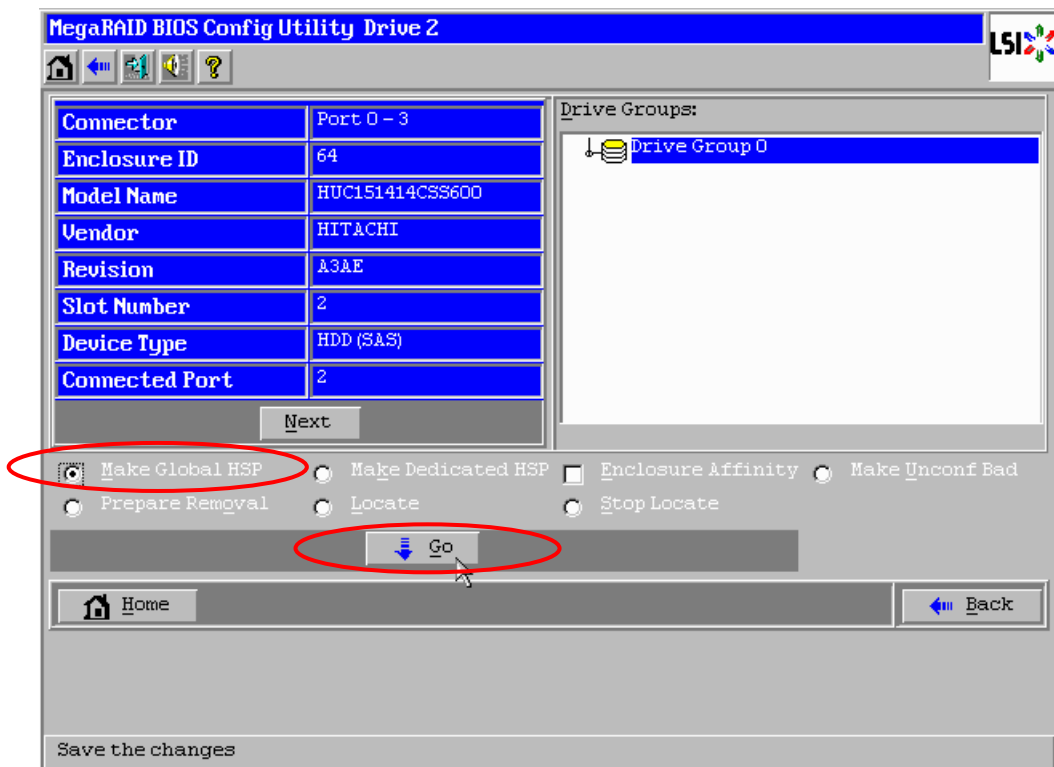 MegaRAID BIOS Config Utility Drive 2
LSI
Connector Port 0 - 3
Enclosure ID 64
Model Name HUC151414CSS600
Vendor HITACHI
Revision A3AE
Slot Number 2
Device Type HDD (SAS)
Connected Port 2
Next
Drive Groups:
Drive Group 0
Make Global HSP Make Dedicated HSP Enclosure Affinity Make Unconf Bad
Prepare Removal Locate Stop Locate
Go
Home Back
Save the changes